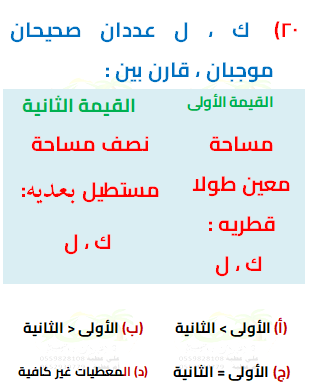 ٢٠) ك ، ل عددان صحيحان
موجبان ، قارن بين :
القيمة الأولى
القيمة الثانية
مساحة
معين طولا
قطريه :
ك ، ل
نصف مساحة
مستطيل بعديه:
ك ، ل
(أ) الأولى > الثانية
(ب) الأولى < الثانية
(ج) الأولى = الثانية
(د) المعطيات غير كافية